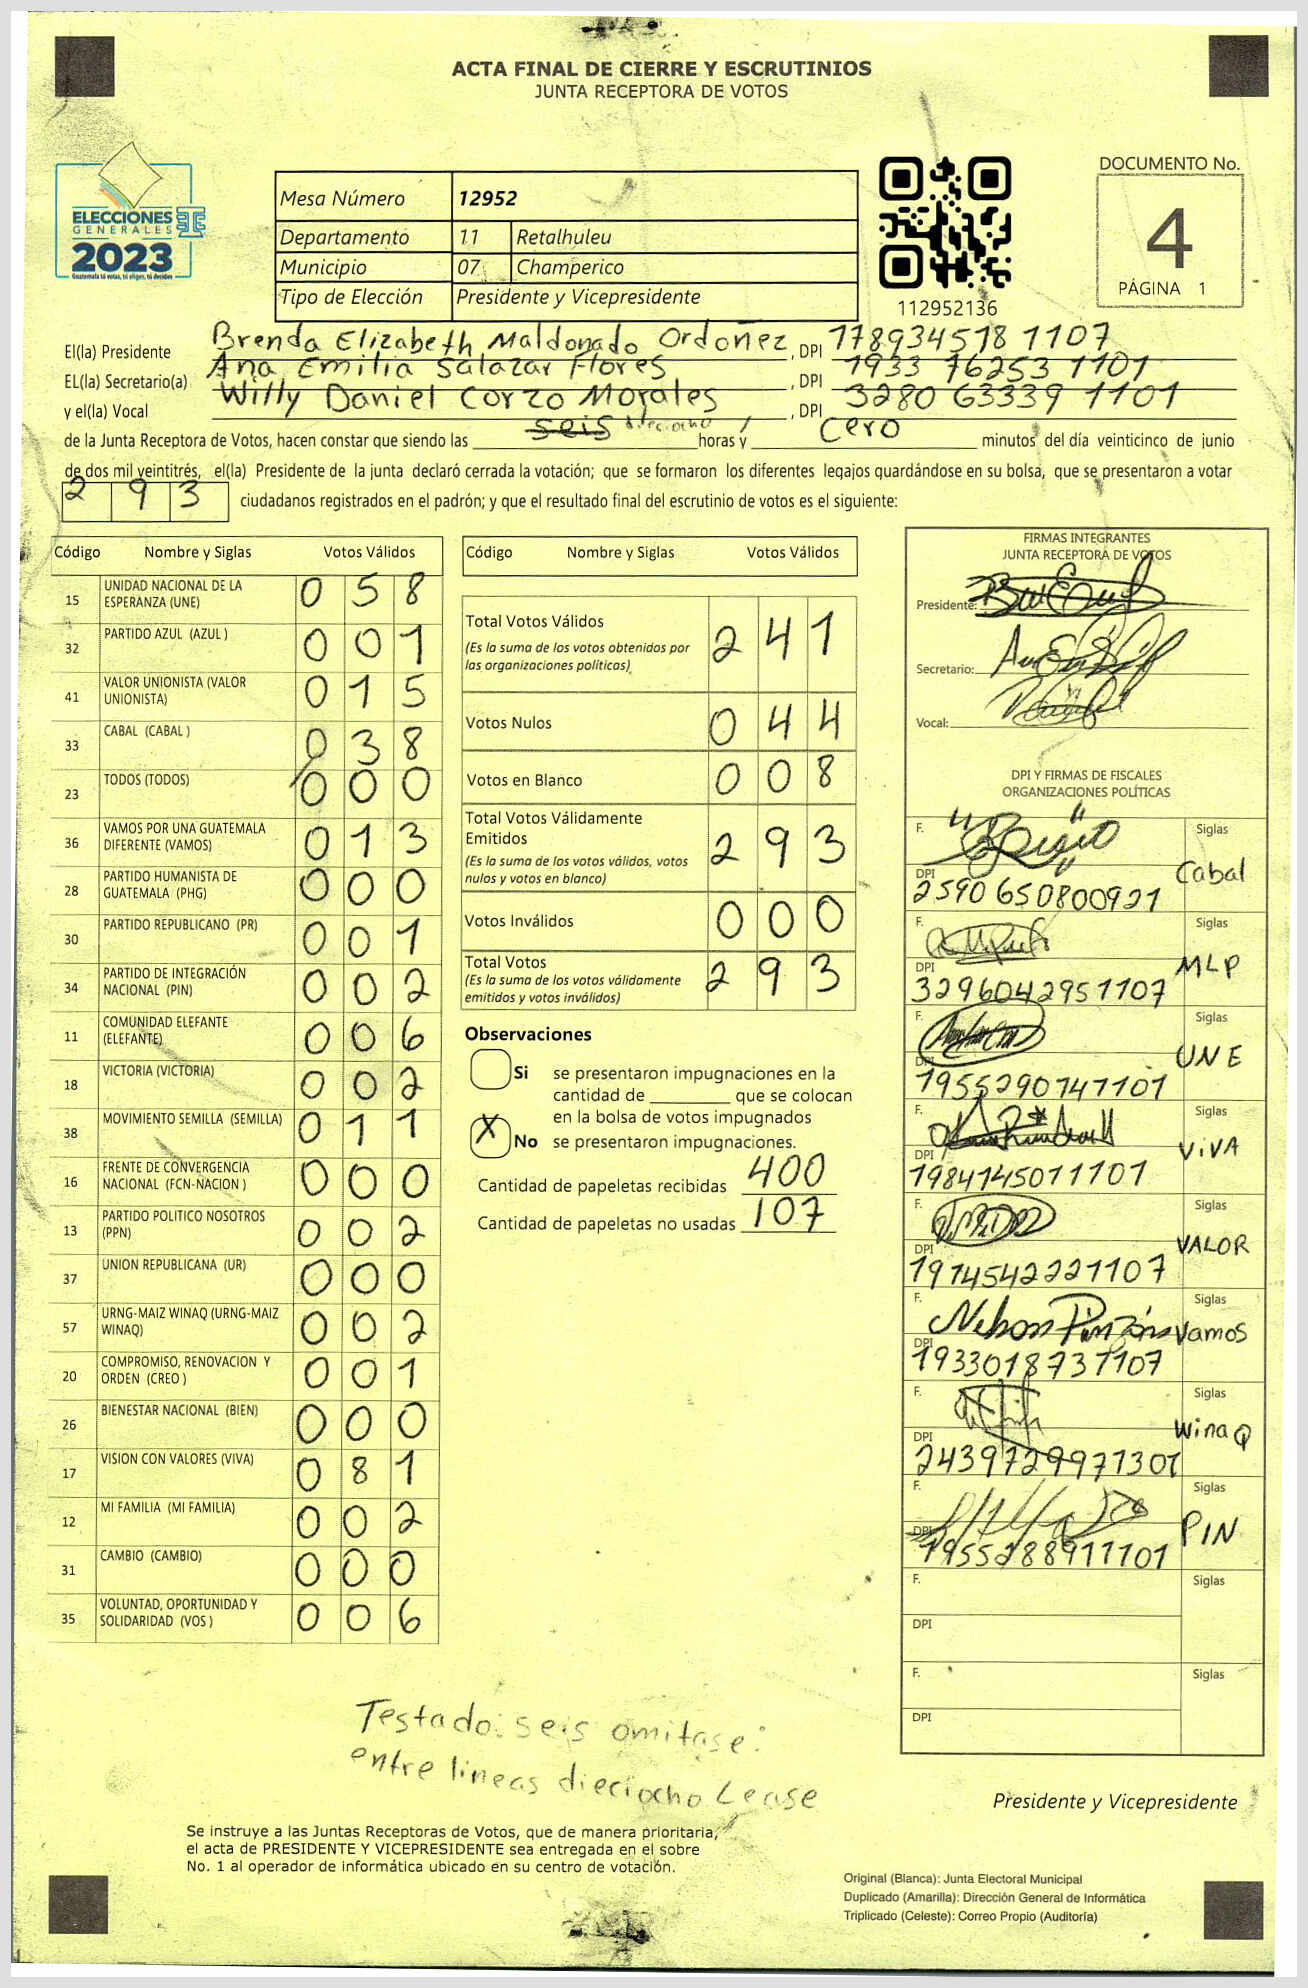 ACTA FINAL DE CIERRE Y ESCRUTINIOS
JUNTA RECEPTORA DE VOTOS
ELECCIONES
GENERALES
2023
Guatemala tú votas, tú eliges, tú decides
Mesa Número 12952
Departamento 11 Retalhuleu
Municipio 07 Champerico
Tipo de Elección Presidente y Vicepresidente
112952136
DOCUMENTO No.
4
PÁGINA 1
El(la) Presidente Brenda Elizabeth Maldonado Ordoñez, DPI 178934518 1107
EL(la) Secretario(a) Ana Emilia Salazar Flores, DPI 1933 76253 1101
y el(la) Vocal Willy Daniel Corzo Morales, DPI 3280 63339 1101
de la Junta Receptora de Votos, hacen constar que siendo las seis dieciocho horas y cero minutos del día veinticinco de junio
de dos mil veintitrés, el(la) Presidente de la junta declaró cerrada la votación; que se formaron los diferentes legajos guardándose en su bolsa, que se presentaron a votar
293 ciudadanos registrados en el padrón; y que el resultado final del escrutinio de votos es el siguiente:
Código Nombre y Siglas Votos Válidos
15 UNIDAD NACIONAL DE LA ESPERANZA (UNE) 0 5 8
32 PARTIDO AZUL (AZUL ) 0 0 1
41 VALOR UNIONISTA (VALOR UNIONISTA) 0 1 5
33 CABAL (CABAL ) 0 3 8
23 TODOS (TODOS) 0 0 0
36 VAMOS POR UNA GUATEMALA DIFERENTE (VAMOS) 0 1 3
28 PARTIDO HUMANISTA DE GUATEMALA (PHG) 0 0 0
30 PARTIDO REPUBLICANO (PR) 0 0 1
34 PARTIDO DE INTEGRACIÓN NACIONAL (PIN) 0 0 2
11 COMUNIDAD ELEFANTE (ELEFANTE) 0 0 6
18 VICTORIA (VICTORIA) 0 0 2
38 MOVIMIENTO SEMILLA (SEMILLA) 0 1 1
16 FRENTE DE CONVERGENCIA NACIONAL (FCN-NACION ) 0 0 0
13 PARTIDO POLITICO NOSOTROS (PPN) 0 0 2
37 UNION REPUBLICANA (UR) 0 0 0
57 URNG-MAIZ WINAQ (URNG-MAIZ WINAQ) 0 0 2
20 COMPROMISO, RENOVACION Y ORDEN (CREO ) 0 0 1
26 BIENESTAR NACIONAL (BIEN) 0 0 0
17 VISION CON VALORES (VIVA) 0 8 1
12 MI FAMILIA (MI FAMILIA) 0 0 2
31 CAMBIO (CAMBIO) 0 0 0
35 VOLUNTAD, OPORTUNIDAD Y SOLIDARIDAD (VOS ) 0 0 6
Código Nombre y Siglas Votos Válidos
Total Votos Válidos 2 4 1
(Es la suma de los votos obtenidos por
las organizaciones políticas)
Votos Nulos 0 4 4
Votos en Blanco 0 0 8
Total Votos Válidamente
Emitidos 2 9 3
(Es la suma de los votos válidos, votos
nulos y votos en blanco)
Votos Inválidos 0 0 0
Total Votos 2 9 3
(Es la suma de los votos válidamente
emitidos y votos inválidos)
Observaciones
Si se presentaron impugnaciones en la
cantidad de ________ que se colocan
en la bolsa de votos impugnados
X No se presentaron impugnaciones.
Cantidad de papeletas recibidas 400
Cantidad de papeletas no usadas 107
FIRMAS INTEGRANTES
JUNTA RECEPTORA DE VOTOS
Presidente:
Secretario:
Vocal:
DPI Y FIRMAS DE FISCALES
ORGANIZACIONES POLÍTICAS
F. Siglas
DPI 2590 650800921 Cabal
F. Siglas
DPI 3296042951107 MLP
F. Siglas
DPI 1955290747101 UNE
F. Siglas
DPI 1984145011101 ViVA
F. Siglas
DPI 1974542221107 VALOR
F. Nelson Pinzón Siglas
DPI 1933018731107 Vamos
F. Siglas
DPI 2439729971301 WinaQ
F. Siglas
DPI 1955288911101 PIN
F. Siglas
DPI
F. Siglas
DPI
Testado: seis omitase:
entre lineas dieciocho Lease
Presidente y Vicepresidente
Se instruye a las Juntas Receptoras de Votos, que de manera prioritaria,
el acta de PRESIDENTE Y VICEPRESIDENTE sea entregada en el sobre
No. 1 al operador de informática ubicado en su centro de votación.
Original (Blanca): Junta Electoral Municipal
Duplicado (Amarilla): Dirección General de Informática
Triplicado (Celeste): Correo Propio (Auditoría)